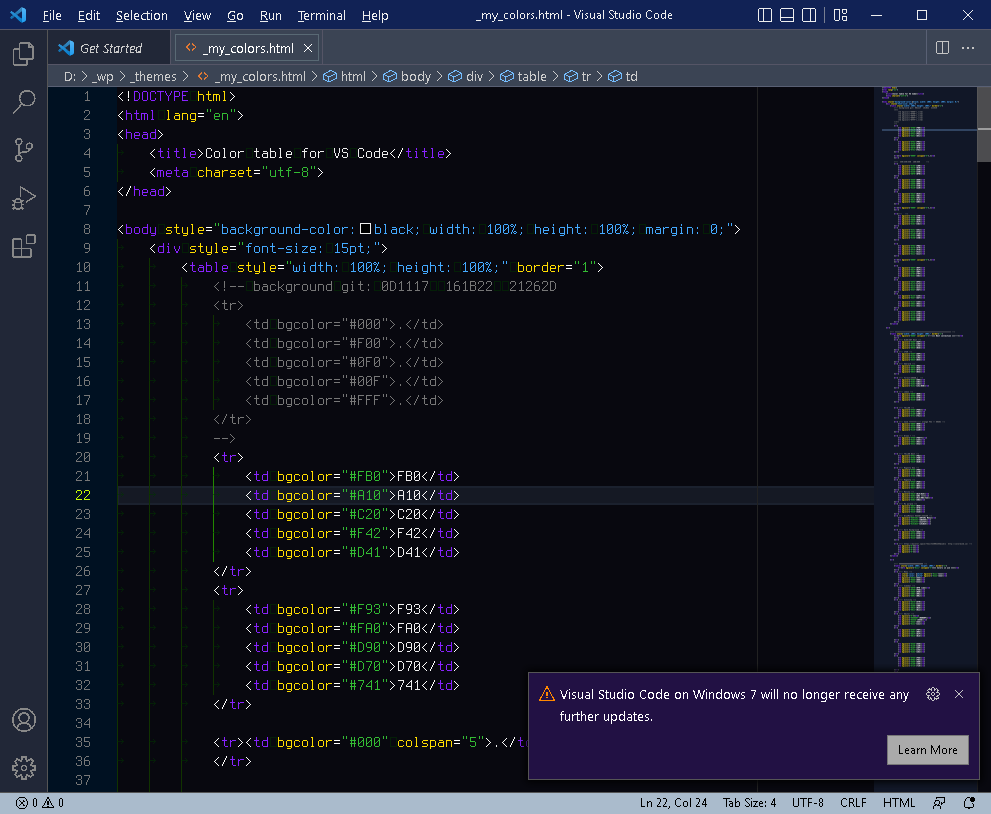 File Edit Selection View Go Run Terminal Help _my_colors.html - Visual Studio Code
Get Started _my_colors.html
D: > _wp > _themes > _my_colors.html > html > body > div > table > tr > td
1 <!DOCTYPE html>
2 <html lang="en">
3 <head>
4 <title>Color table for VS Code</title>
5 <meta charset="utf-8">
6 </head>
7
8 <body style="background-color: black; width: 100%; height: 100%; margin: 0;">
9 <div style="font-size: 15pt;">
10 <table style="width: 100%; height: 100%;" border="1">
11 <!-- background git: 0D1117 161B22 21262D
12 <tr>
13 <td bgcolor="#000">.</td>
14 <td bgcolor="#F00">.</td>
15 <td bgcolor="#0F0">.</td>
16 <td bgcolor="#00F">.</td>
17 <td bgcolor="#FFF">.</td>
18 </tr>
19 -->
20 <tr>
21 <td bgcolor="#FB0">FB0</td>
22 <td bgcolor="#A10">A10</td>
23 <td bgcolor="#C20">C20</td>
24 <td bgcolor="#F42">F42</td>
25 <td bgcolor="#D41">D41</td>
26 </tr>
27 <tr>
28 <td bgcolor="#F93">F93</td>
29 <td bgcolor="#FA0">FA0</td>
30 <td bgcolor="#D90">D90</td>
31 <td bgcolor="#D70">D70</td>
32 <td bgcolor="#741">741</td>
33 </tr>
34
35 <tr><td bgcolor="#000" colspan="5">.</t
36 </tr>
37
Visual Studio Code on Windows 7 will no longer receive any
further updates.
Learn More
0 0 Ln 22, Col 24 Tab Size: 4 UTF-8 CRLF HTML